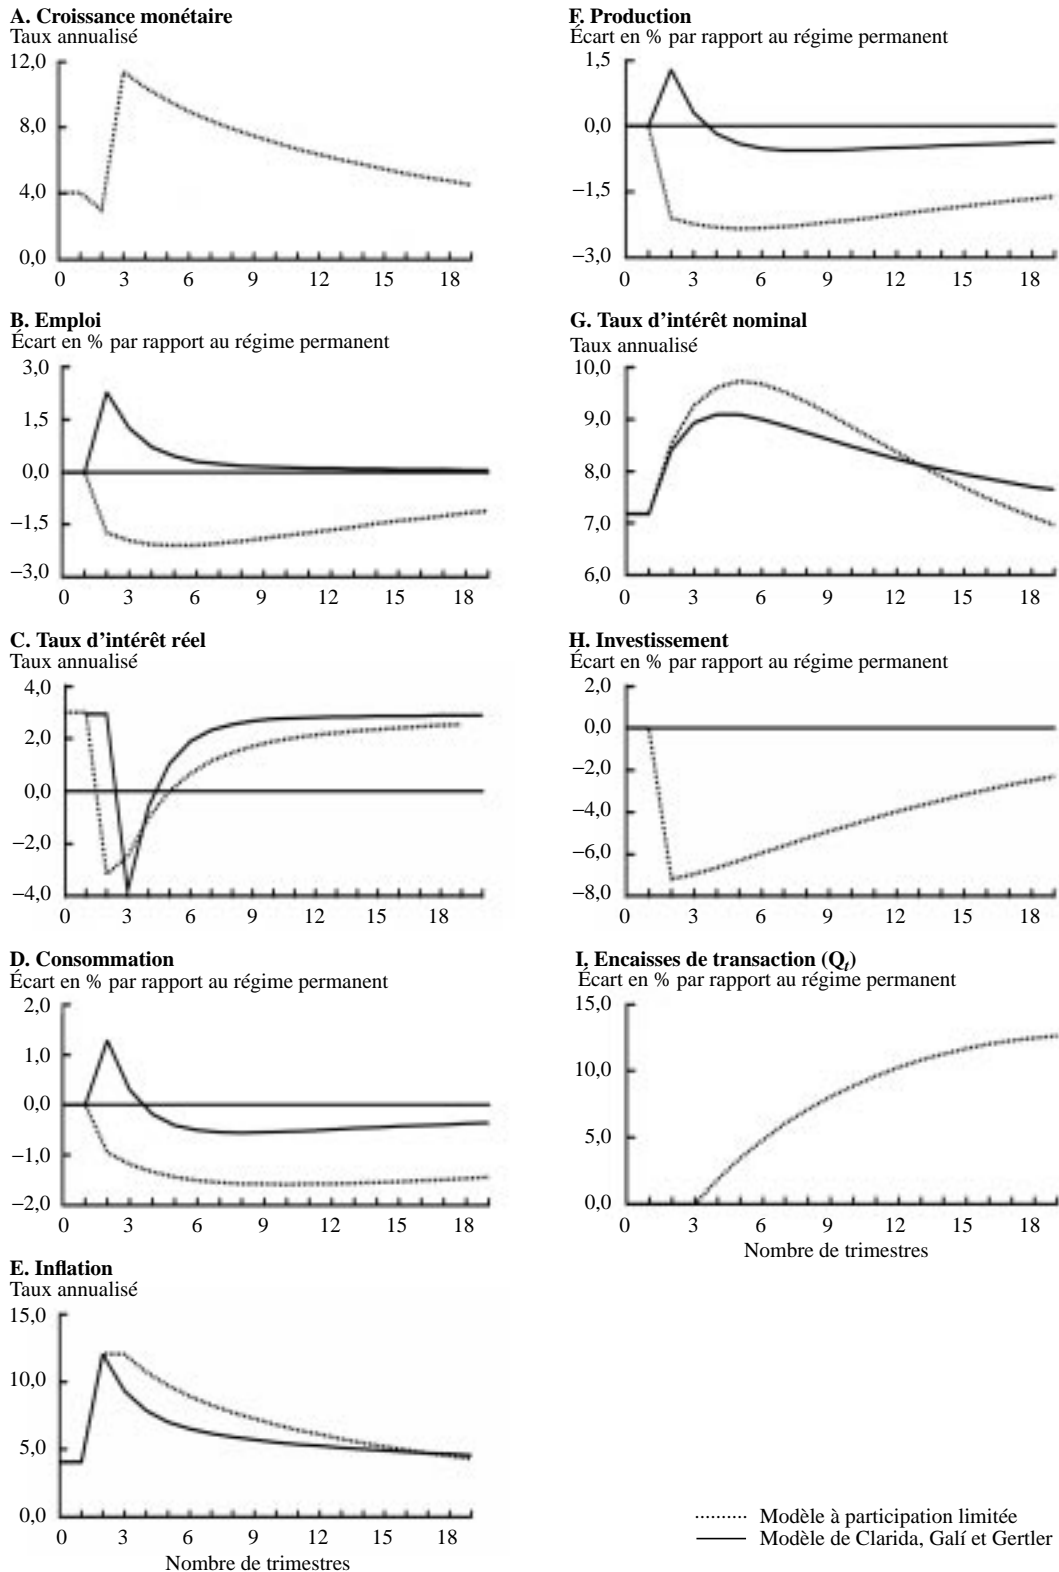 A. Croissance monétaire
Taux annualisé
12,0
8,0
4,0
0,0
0 3 6 9 12 15 18
B. Emploi
Écart en % par rapport au régime permanent
3,0
1,5
0,0
−1,5
−3,0
0 3 6 9 12 15 18
C. Taux d'intérêt réel
Taux annualisé
4,0
2,0
0,0
−2,0
−4,0
0 3 6 9 12 15 18
D. Consommation
Écart en % par rapport au régime permanent
2,0
1,0
0,0
−1,0
−2,0
0 3 6 9 12 15 18
E. Inflation
Taux annualisé
15,0
10,0
5,0
0,0
0 3 6 9 12 15 18
Nombre de trimestres
F. Production
Écart en % par rapport au régime permanent
1,5
0,0
−1,5
−3,0
0 3 6 9 12 15 18
G. Taux d'intérêt nominal
Taux annualisé
10,0
9,0
8,0
7,0
6,0
0 3 6 9 12 15 18
H. Investissement
Écart en % par rapport au régime permanent
2,0
0,0
−2,0
−4,0
−6,0
−8,0
0 3 6 9 12 15 18
I. Encaisses de transaction (Qt)
Écart en % par rapport au régime permanent
15,0
10,0
5,0
0,0
0 3 6 9 12 15 18
Nombre de trimestres
Modèle à participation limitée
Modèle de Clarida, Galí et Gertler